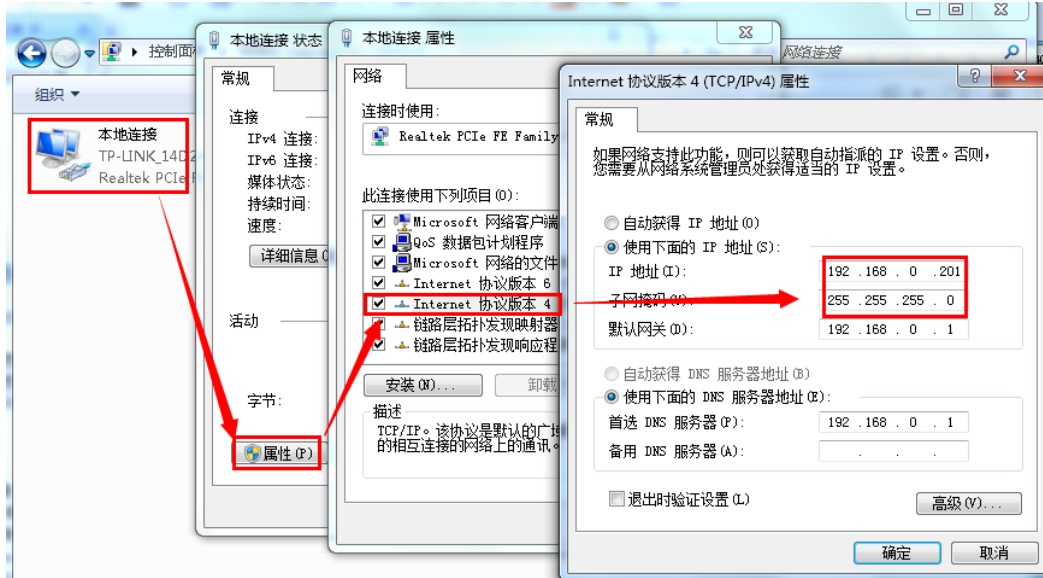 控制面
组织
本地连接
TP-LINK_14D2
Realtek PCIe F
本地连接 状态
常规
连接
IPv4 连接:
IPv6 连接:
媒体状态:
持续时间:
速度:
详细信息(
活动
字节:
属性(P)
本地连接 属性
网络
连接时使用:
Realtek PCIe FE Family
此连接使用下列项目(O):
Microsoft 网络客户端
QoS 数据包计划程序
Microsoft 网络的文件
Internet 协议版本 6
Internet 协议版本 4
链路层拓扑发现映射器
链路层拓扑发现响应程
安装(N)...
卸载
描述
TCP/IP。该协议是默认的广域
的相互连接的网络上的通讯。
网络连接
Internet 协议版本 4 (TCP/IPv4) 属性
常规
如果网络支持此功能，则可以获取自动指派的 IP 设置。否则，
您需要从网络系统管理员处获得适当的 IP 设置。
自动获得 IP 地址(O)
使用下面的 IP 地址(S):
IP 地址(I): 192 .168 . 0 .201
子网掩码(U): 255 .255 .255 . 0
默认网关(D): 192 .168 . 0 . 1
自动获得 DNS 服务器地址(B)
使用下面的 DNS 服务器地址(E):
首选 DNS 服务器(P): 192 .168 . 0 . 1
备用 DNS 服务器(A): . . .
退出时验证设置(L)
高级(V)...
确定
取消